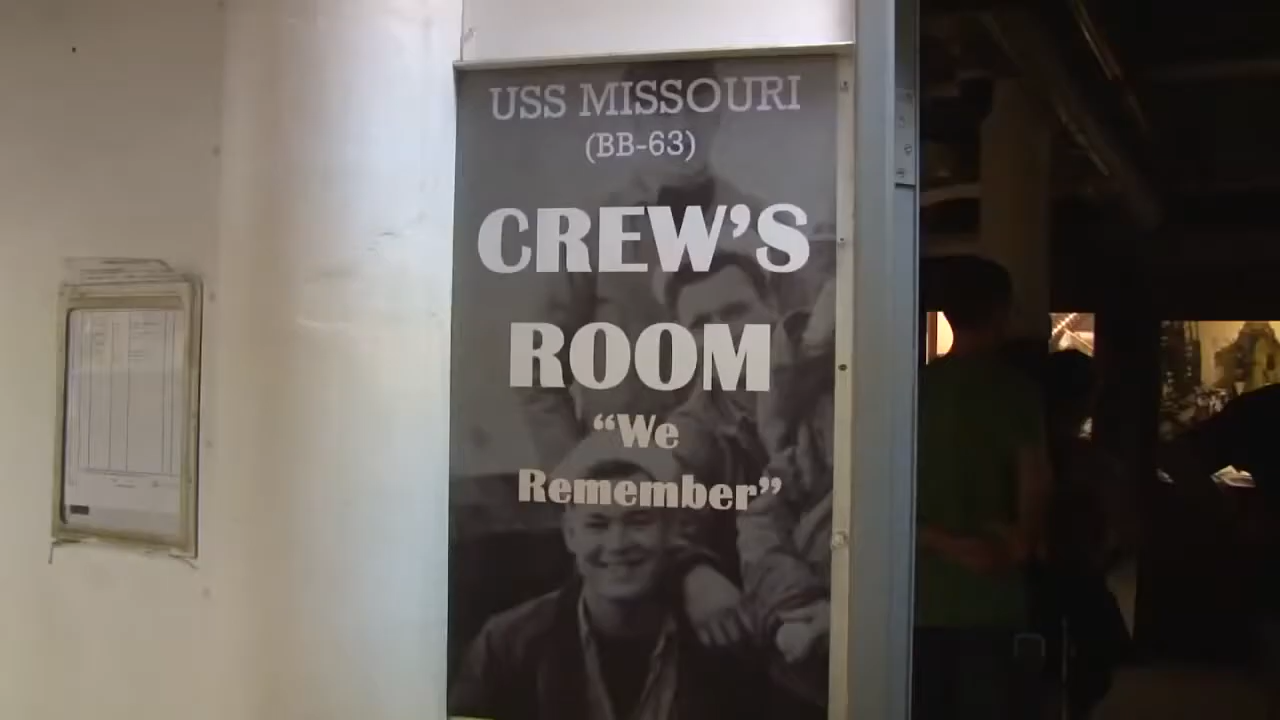 USS MISSOURI
(BB-63)
CREW'S
ROOM
“We
Remember”